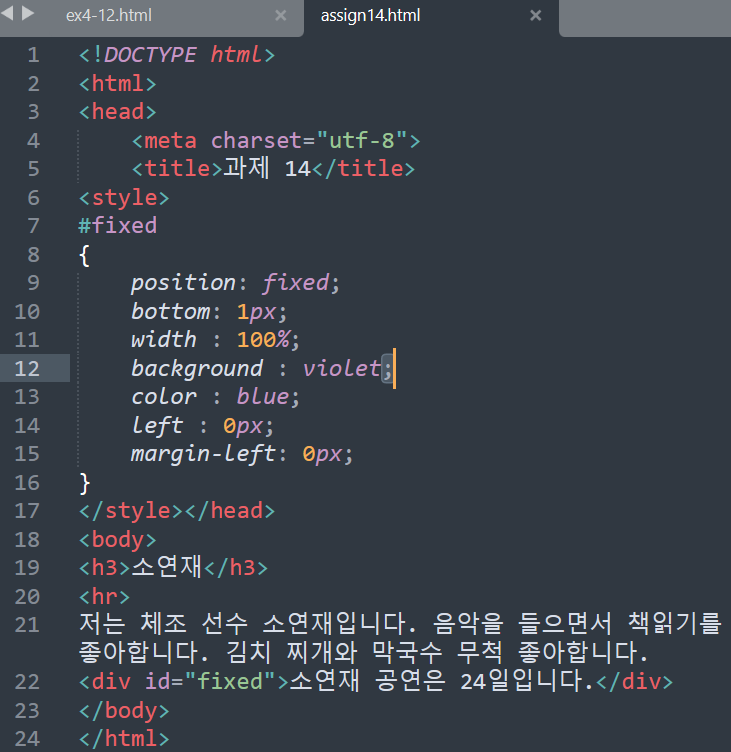 ex4-12.html × assign14.html ×
1 <!DOCTYPE html>
2 <html>
3 <head>
4 <meta charset="utf-8">
5 <title>과제 14</title>
6 <style>
7 #fixed
8 {
9 position: fixed;
10 bottom: 1px;
11 width : 100%;
12 background : violet;
13 color : blue;
14 left : 0px;
15 margin-left: 0px;
16 }
17 </style></head>
18 <body>
19 <h3>소연재</h3>
20 <hr>
21 저는 체조 선수 소연재입니다. 음악을 들으면서 책읽기를
좋아합니다. 김치 찌개와 막국수 무척 좋아합니다.
22 <div id="fixed">소연재 공연은 24일입니다.</div>
23 </body>
24 </html>